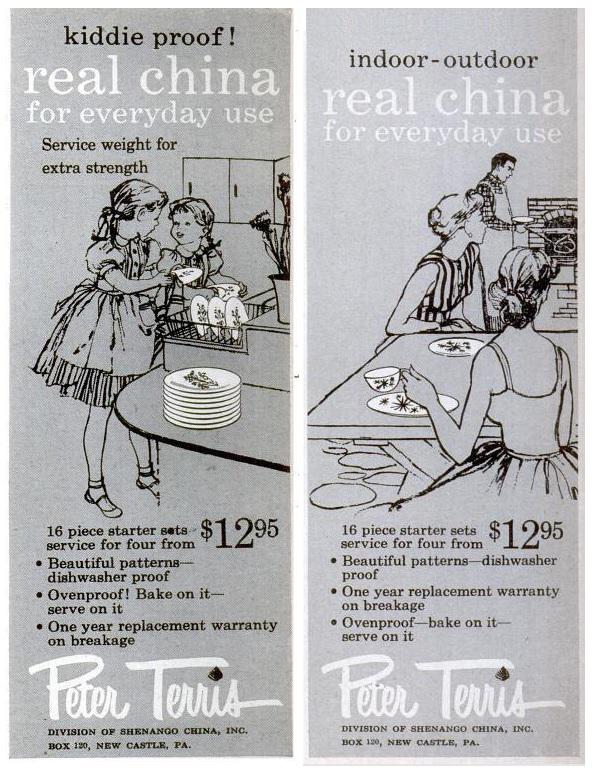 kiddie proof!
real china
for everyday use
Service weight for
extra strength
16 piece starter sets
service for four from $12 95
• Beautiful patterns—
dishwasher proof
• Ovenproof! Bake on it—
serve on it
• One year replacement warranty
on breakage
Peter Terris
DIVISION OF SHENANGO CHINA, INC.
BOX 120, NEW CASTLE, PA.
indoor-outdoor
real china
for everyday use
16 piece starter sets
service for four from $12 95
• Beautiful patterns—dishwasher
proof
• One year replacement warranty
on breakage
• Ovenproof—bake on it—
serve on it
Peter Terris
DIVISION OF SHENANGO CHINA, INC.
BOX 120, NEW CASTLE, PA.